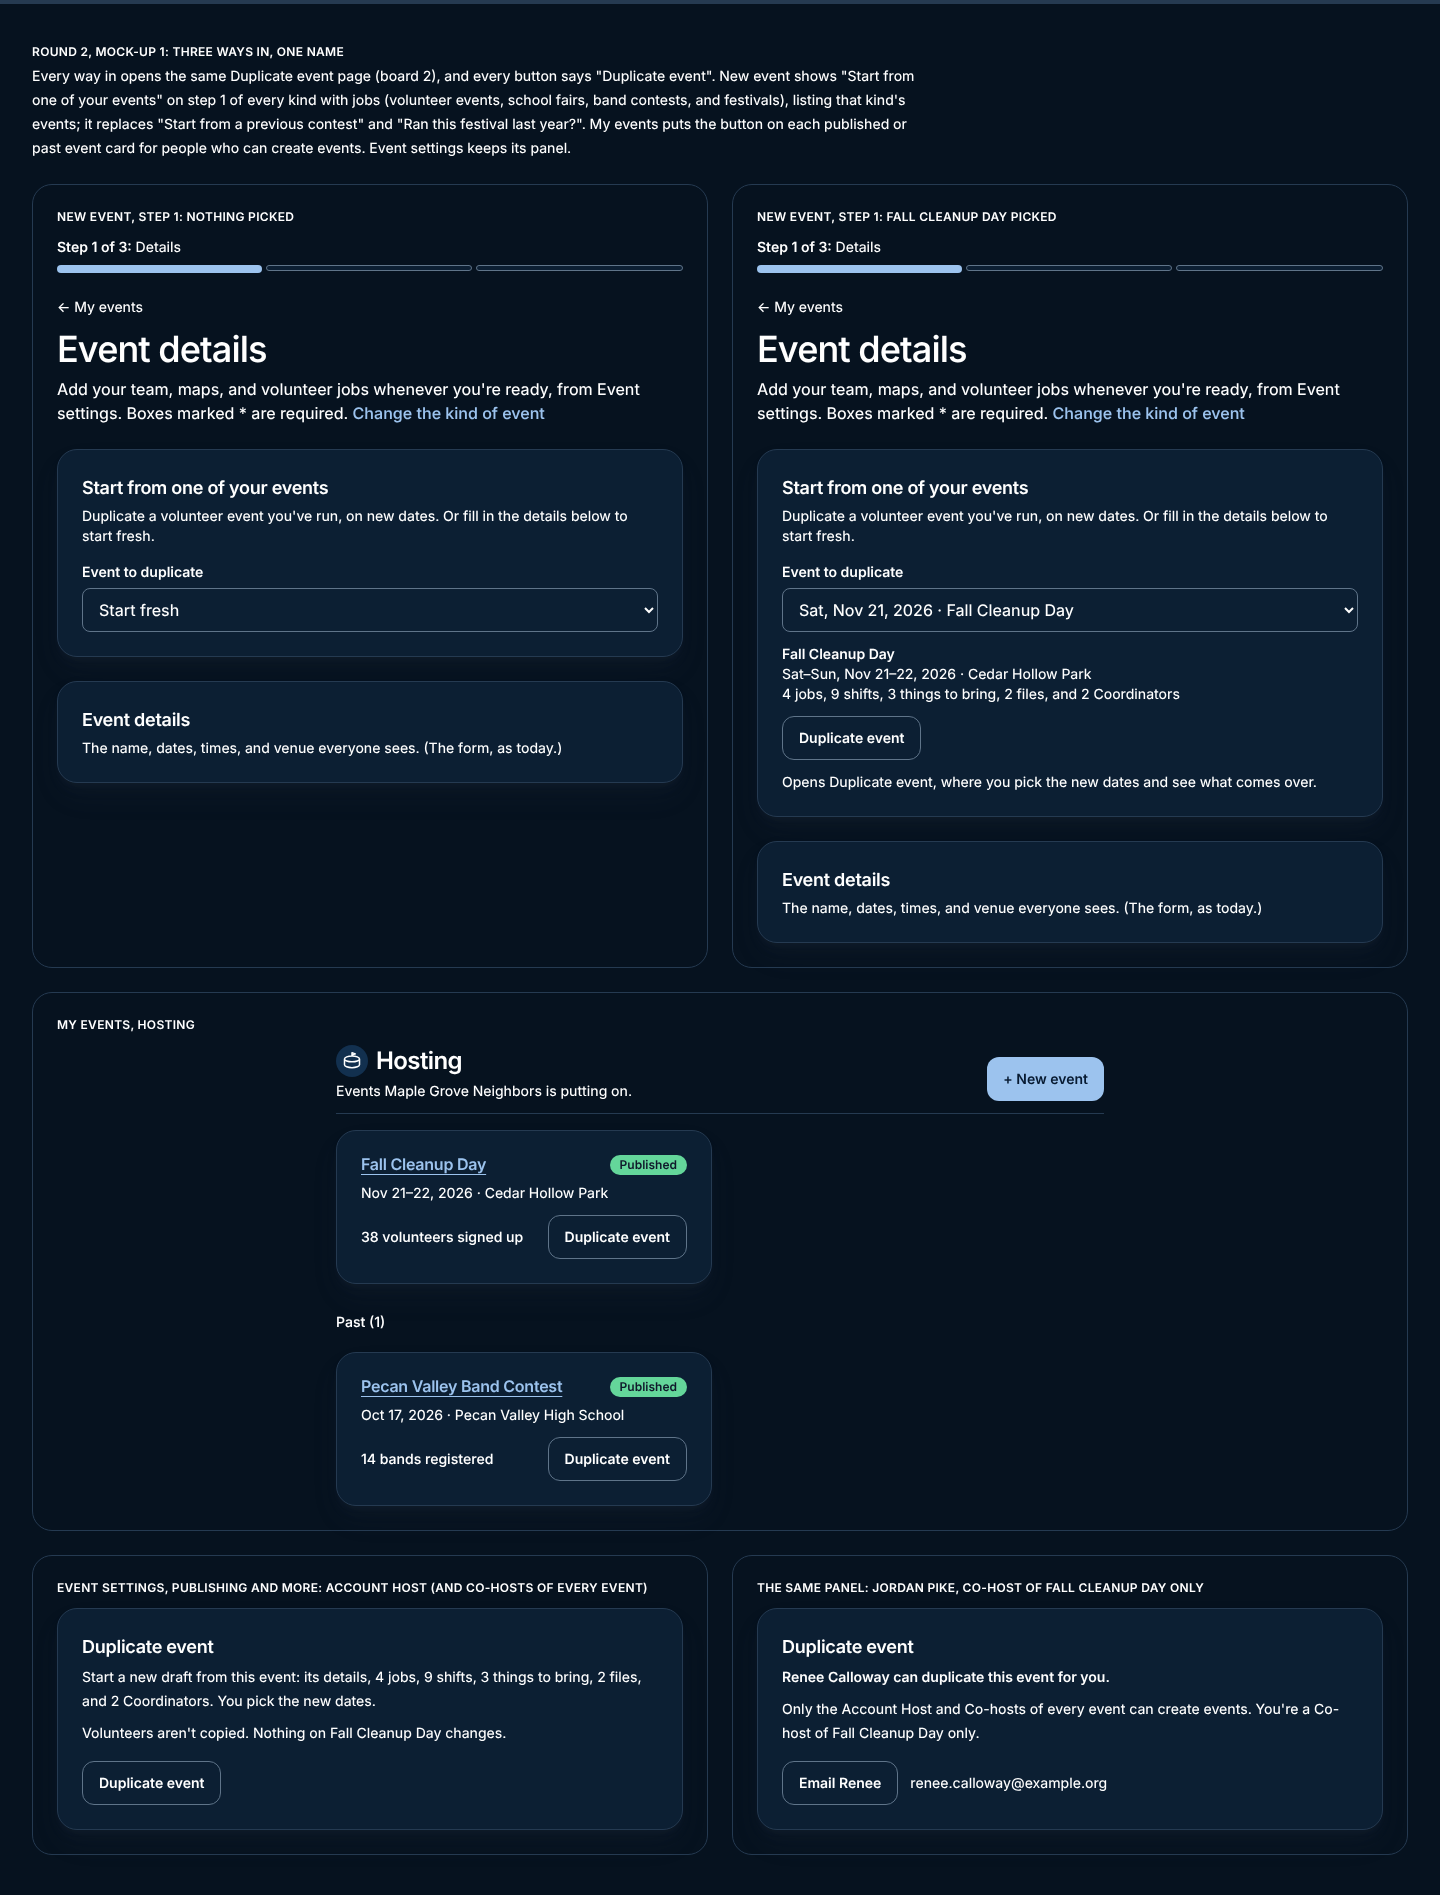 ROUND 2, MOCK-UP 1: THREE WAYS IN, ONE NAME
Every way in opens the same Duplicate event page (board 2), and every button says "Duplicate event". New event shows "Start from
one of your events" on step 1 of every kind with jobs (volunteer events, school fairs, band contests, and festivals), listing that kind's
events; it replaces "Start from a previous contest" and "Ran this festival last year?". My events puts the button on each published or
past event card for people who can create events. Event settings keeps its panel.
NEW EVENT, STEP 1: NOTHING PICKED
Step 1 of 3: Details
← My events
Event details
Add your team, maps, and volunteer jobs whenever you're ready, from Event
settings. Boxes marked * are required. Change the kind of event
Start from one of your events
Duplicate a volunteer event you've run, on new dates. Or fill in the details below to
start fresh.
Event to duplicate
Start fresh
Event details
The name, dates, times, and venue everyone sees. (The form, as today.)
NEW EVENT, STEP 1: FALL CLEANUP DAY PICKED
Step 1 of 3: Details
← My events
Event details
Add your team, maps, and volunteer jobs whenever you're ready, from Event
settings. Boxes marked * are required. Change the kind of event
Start from one of your events
Duplicate a volunteer event you've run, on new dates. Or fill in the details below to
start fresh.
Event to duplicate
Sat, Nov 21, 2026 · Fall Cleanup Day
Fall Cleanup Day
Sat–Sun, Nov 21–22, 2026 · Cedar Hollow Park
4 jobs, 9 shifts, 3 things to bring, 2 files, and 2 Coordinators
Duplicate event
Opens Duplicate event, where you pick the new dates and see what comes over.
Event details
The name, dates, times, and venue everyone sees. (The form, as today.)
MY EVENTS, HOSTING
Hosting
Events Maple Grove Neighbors is putting on.
+ New event
Fall Cleanup Day
Published
Nov 21–22, 2026 · Cedar Hollow Park
38 volunteers signed up
Duplicate event
Past (1)
Pecan Valley Band Contest
Published
Oct 17, 2026 · Pecan Valley High School
14 bands registered
Duplicate event
EVENT SETTINGS, PUBLISHING AND MORE: ACCOUNT HOST (AND CO-HOSTS OF EVERY EVENT)
Duplicate event
Start a new draft from this event: its details, 4 jobs, 9 shifts, 3 things to bring, 2 files,
and 2 Coordinators. You pick the new dates.
Volunteers aren't copied. Nothing on Fall Cleanup Day changes.
Duplicate event
THE SAME PANEL: JORDAN PIKE, CO-HOST OF FALL CLEANUP DAY ONLY
Duplicate event
Renee Calloway can duplicate this event for you.
Only the Account Host and Co-hosts of every event can create events. You're a Co-
host of Fall Cleanup Day only.
Email Renee
renee.calloway@example.org